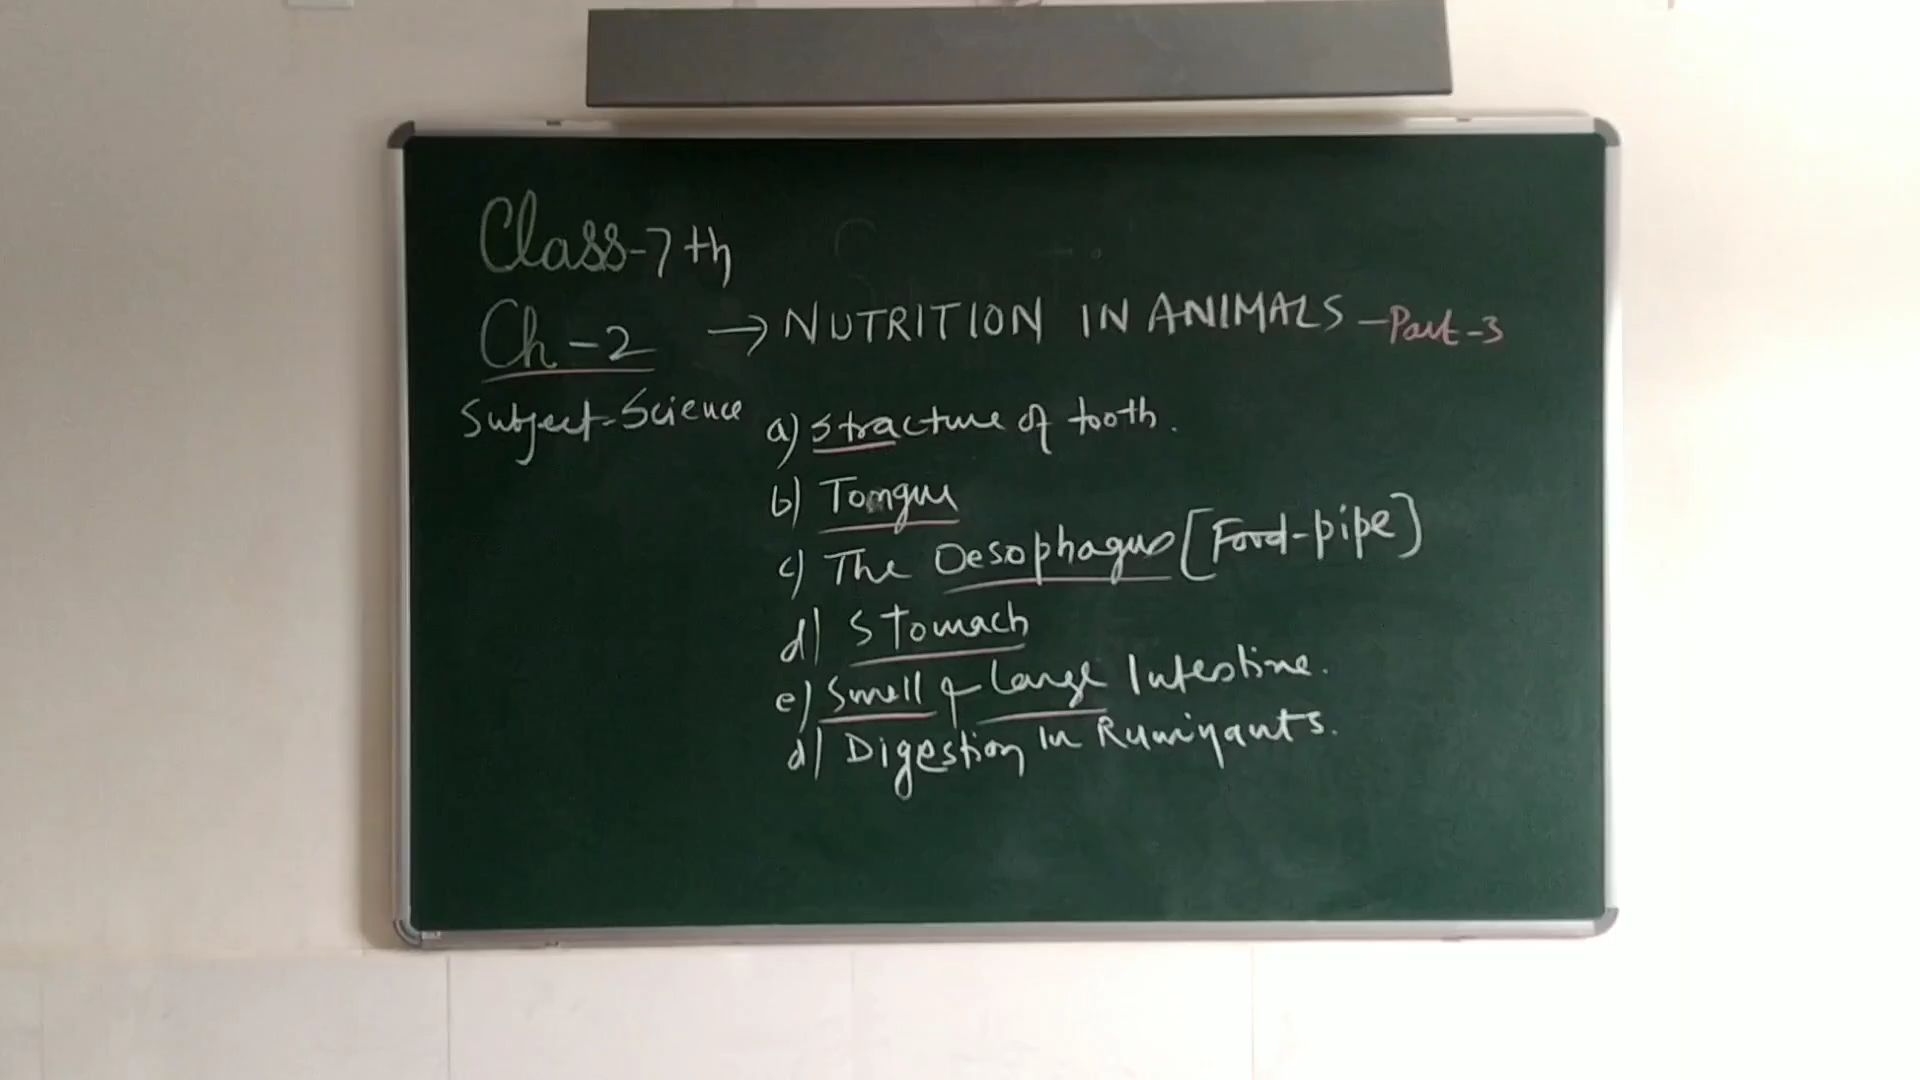 Class-7th
Ch-2 → NUTRITION IN ANIMALS - Part-3
Subject-Science
a) Stracture of tooth.
b) Tongue
c) The Oesophagus [Food-pipe]
d) Stomach
e) Small & Large Intestine.
d) Digestion In Ruminants.